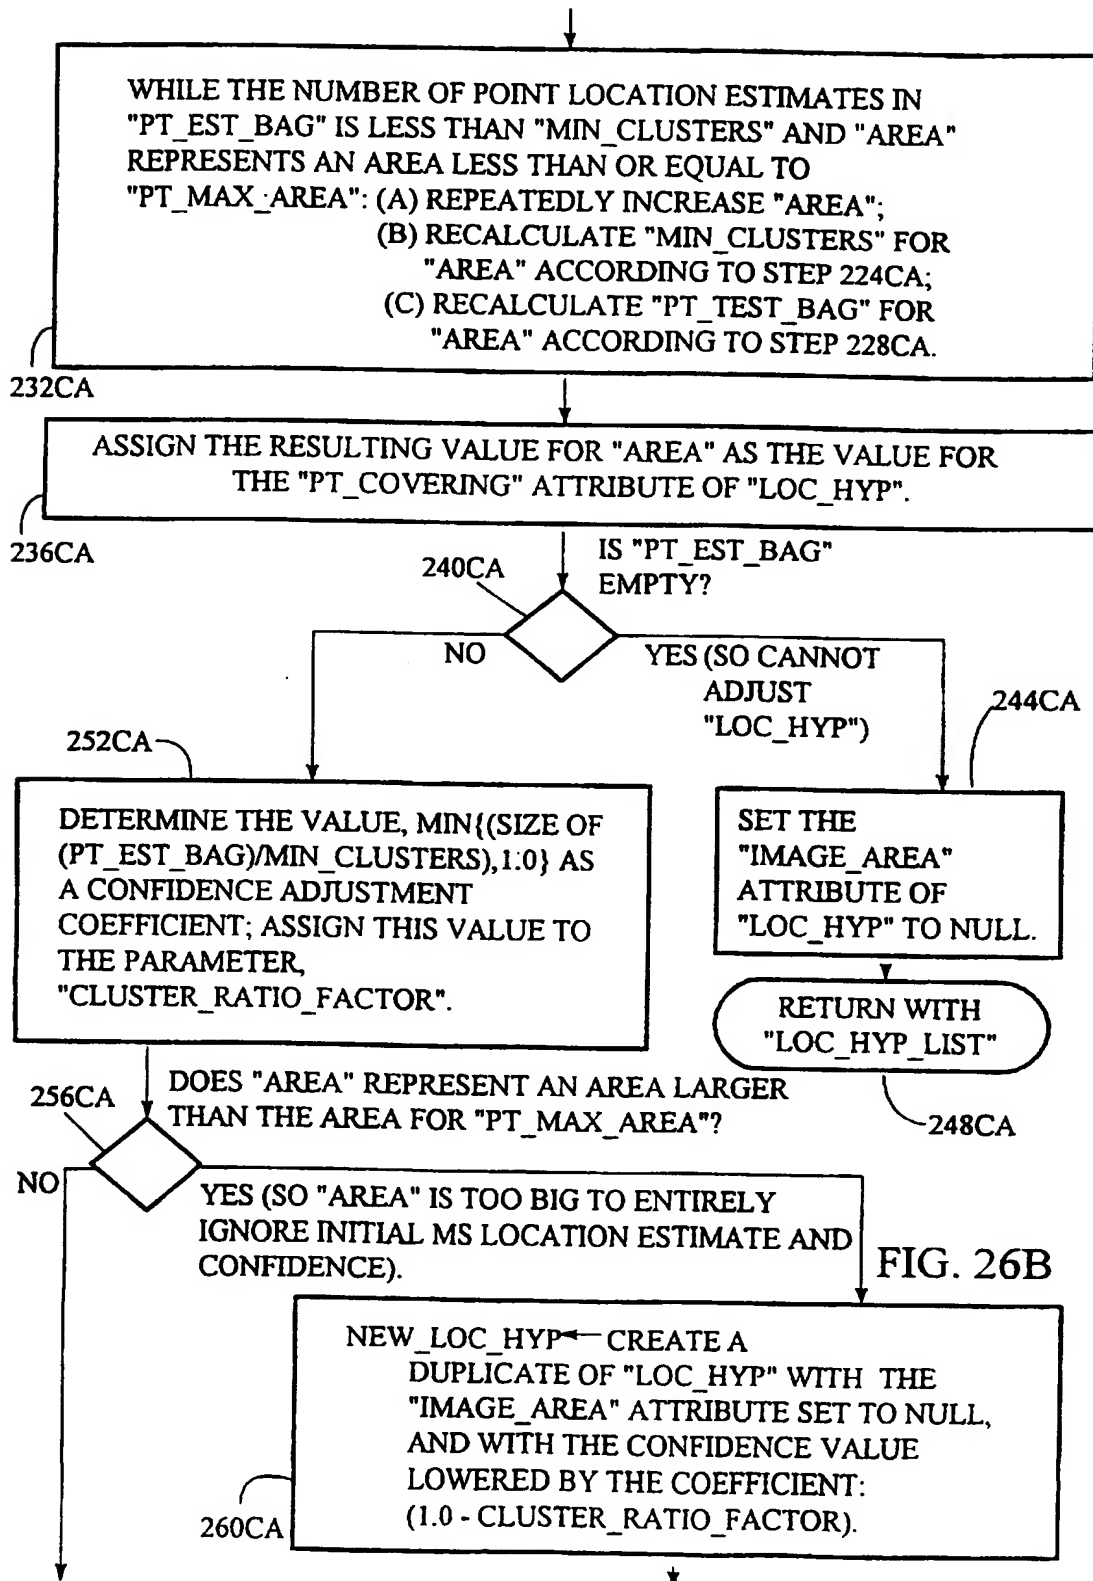 WHILE THE NUMBER OF POINT LOCATION ESTIMATES IN
"PT_EST_BAG" IS LESS THAN "MIN_CLUSTERS" AND "AREA"
REPRESENTS AN AREA LESS THAN OR EQUAL TO
"PT_MAX_AREA": (A) REPEATEDLY INCREASE "AREA";
(B) RECALCULATE "MIN_CLUSTERS" FOR
"AREA" ACCORDING TO STEP 224CA;
(C) RECALCULATE "PT_TEST_BAG" FOR
"AREA" ACCORDING TO STEP 228CA.
232CA
ASSIGN THE RESULTING VALUE FOR "AREA" AS THE VALUE FOR
THE "PT_COVERING" ATTRIBUTE OF "LOC_HYP".
236CA
IS "PT_EST_BAG"
EMPTY?
240CA
NO
YES (SO CANNOT
ADJUST
"LOC_HYP")
244CA
252CA
DETERMINE THE VALUE, MIN{(SIZE OF
(PT_EST_BAG)/MIN_CLUSTERS),1.0} AS
A CONFIDENCE ADJUSTMENT
COEFFICIENT; ASSIGN THIS VALUE TO
THE PARAMETER,
"CLUSTER_RATIO_FACTOR".
SET THE
"IMAGE_AREA"
ATTRIBUTE OF
"LOC_HYP" TO NULL.
RETURN WITH
"LOC_HYP_LIST"
248CA
DOES "AREA" REPRESENT AN AREA LARGER
THAN THE AREA FOR "PT_MAX_AREA"?
256CA
NO
YES (SO "AREA" IS TOO BIG TO ENTIRELY
IGNORE INITIAL MS LOCATION ESTIMATE AND
CONFIDENCE).
FIG. 26B
NEW_LOC_HYP ← CREATE A
DUPLICATE OF "LOC_HYP" WITH THE
"IMAGE_AREA" ATTRIBUTE SET TO NULL,
AND WITH THE CONFIDENCE VALUE
LOWERED BY THE COEFFICIENT:
(1.0 - CLUSTER_RATIO_FACTOR).
260CA